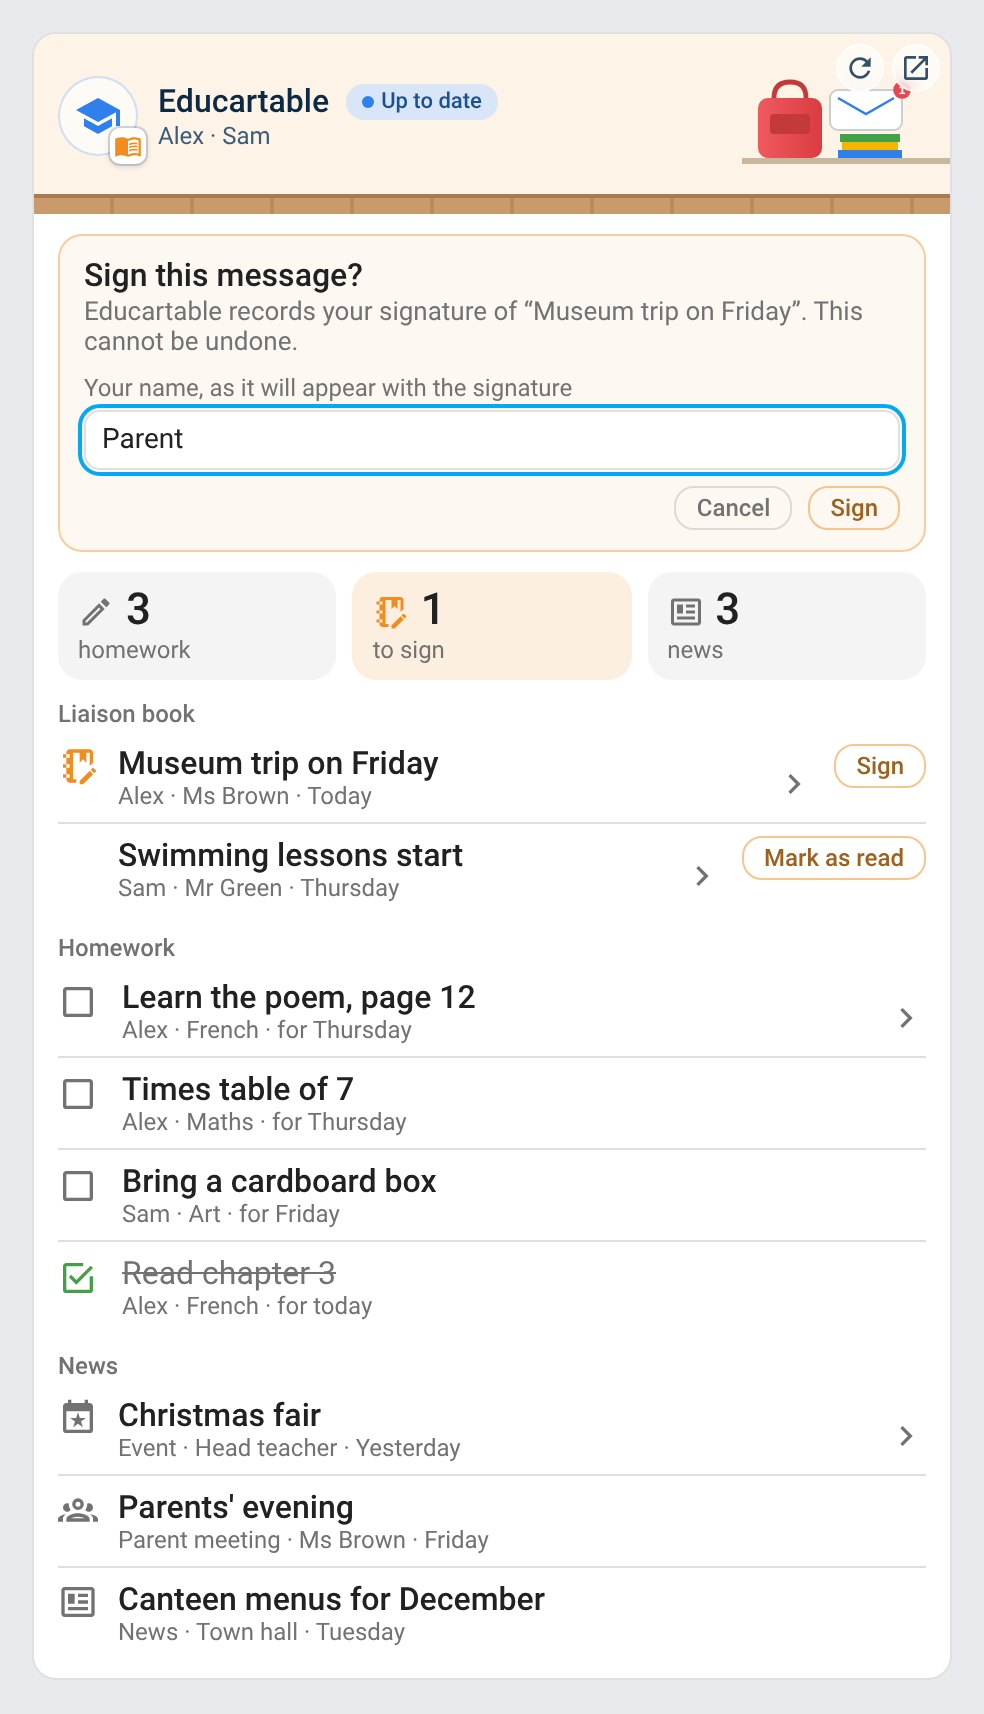 Educartable
Up to date
Alex · Sam
1
Sign this message?
Educartable records your signature of “Museum trip on Friday”. This
cannot be undone.
Your name, as it will appear with the signature
Parent
Cancel
Sign
3
homework
1
to sign
3
news
Liaison book
Museum trip on Friday
Alex · Ms Brown · Today
Sign
Swimming lessons start
Sam · Mr Green · Thursday
Mark as read
Homework
Learn the poem, page 12
Alex · French · for Thursday
Times table of 7
Alex · Maths · for Thursday
Bring a cardboard box
Sam · Art · for Friday
Read chapter 3
Alex · French · for today
News
Christmas fair
Event · Head teacher · Yesterday
Parents' evening
Parent meeting · Ms Brown · Friday
Canteen menus for December
News · Town hall · Tuesday